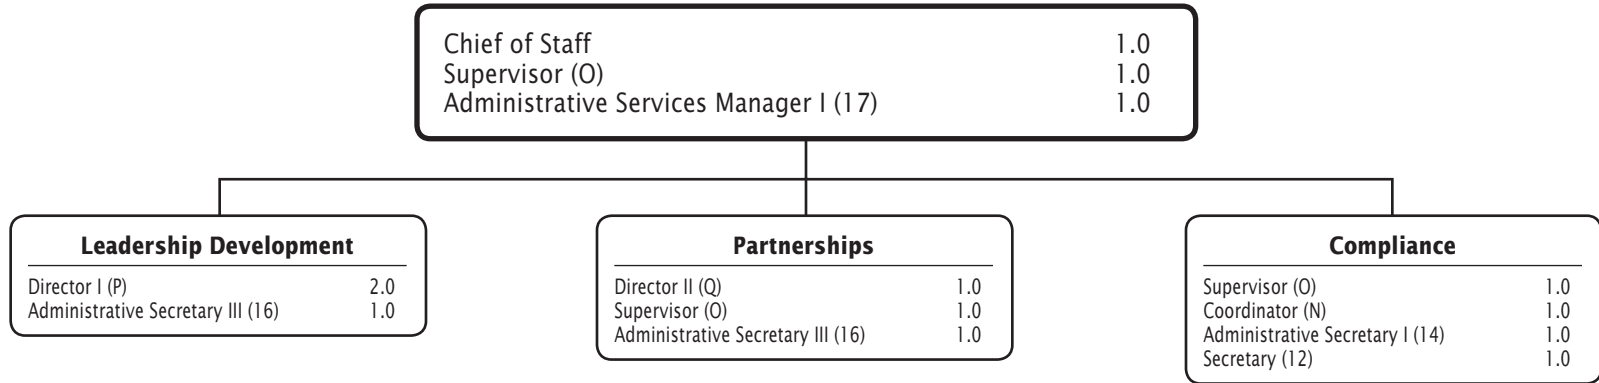 Chief of Staff 1.0
Supervisor (O) 1.0
Administrative Services Manager I (17) 1.0
Leadership Development
Director I (P) 2.0
Administrative Secretary III (16) 1.0
Partnerships
Director II (Q) 1.0
Supervisor (O) 1.0
Administrative Secretary III (16) 1.0
Compliance
Supervisor (O) 1.0
Coordinator (N) 1.0
Administrative Secretary I (14) 1.0
Secretary (12) 1.0